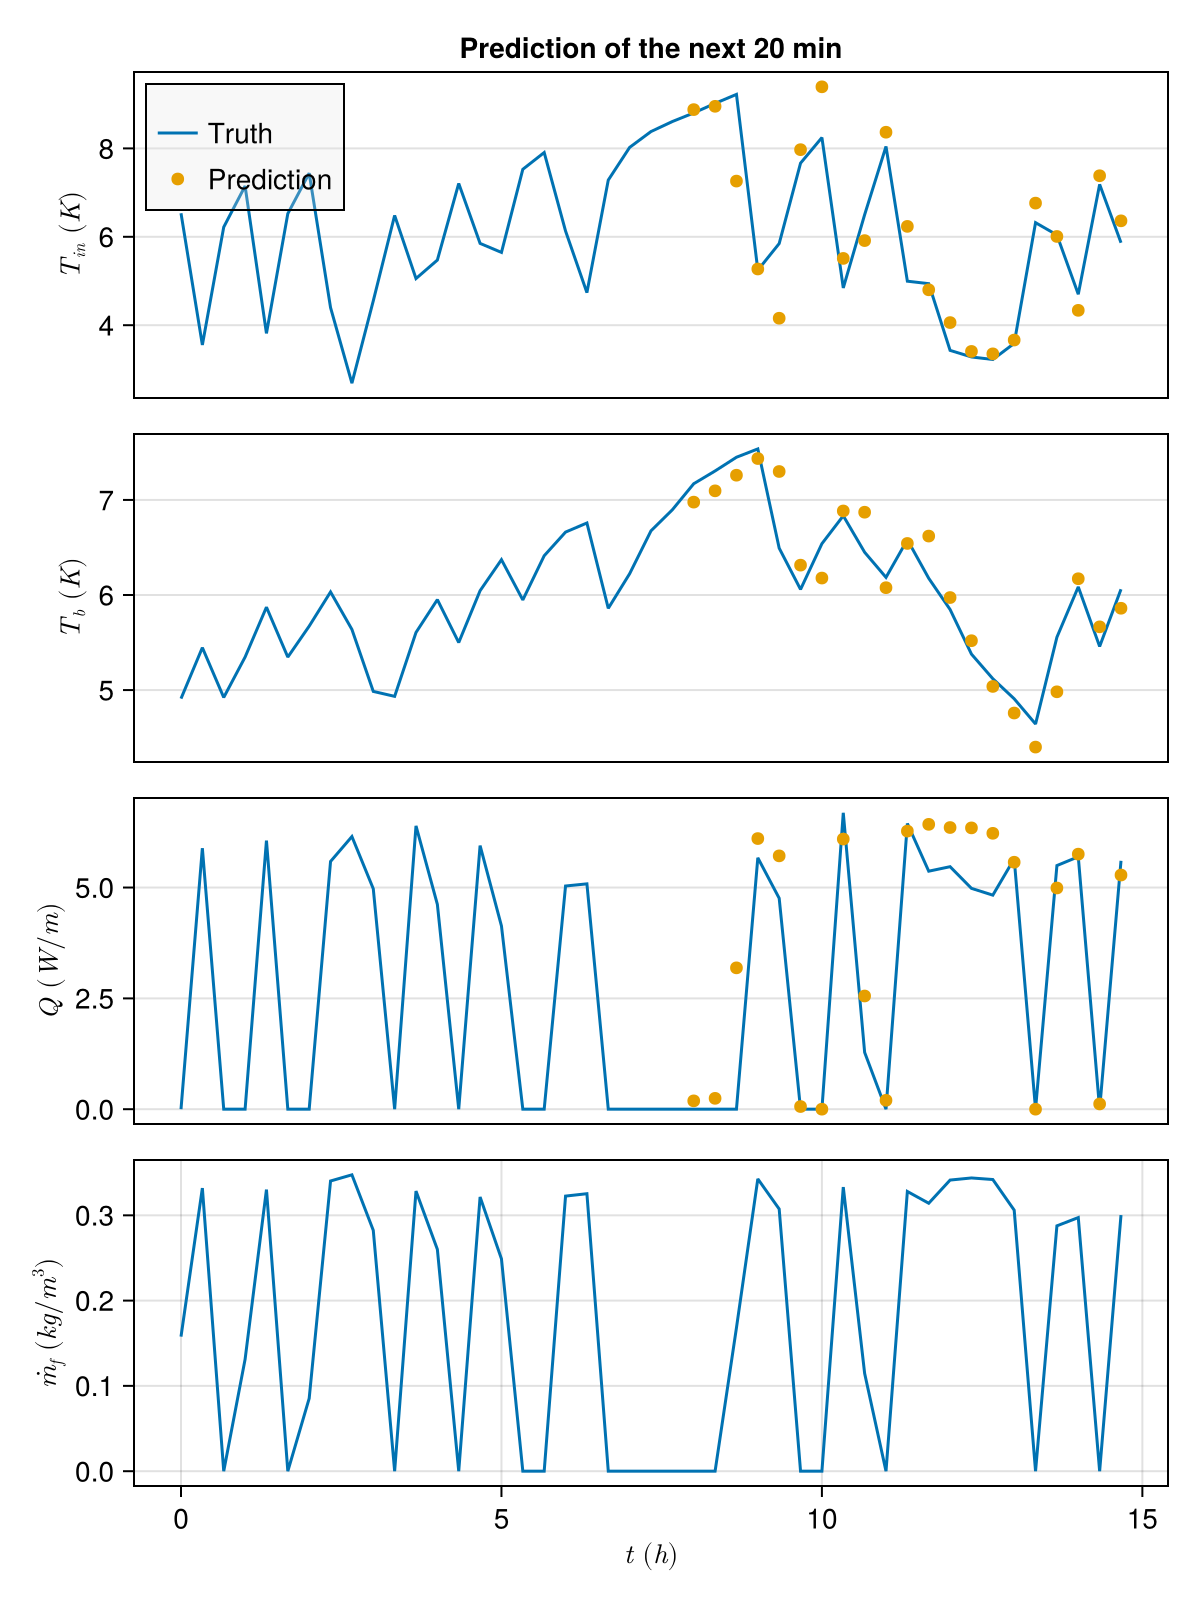 Prediction of the next 20 min
Truth
Prediction
8
6
4
T_in (K)
7
6
5
T_b (K)
5.0
2.5
0.0
Q (W/m)
0.3
0.2
0.1
0.0
ṁ_f (kg/m³)
0 5 10 15
t (h)